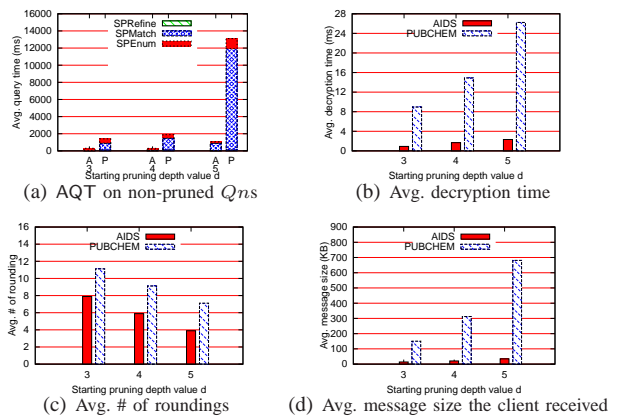 16000
14000
12000
10000
8000
6000
4000
2000
0
Avg. query time (ms)
SPRefine
SPMatch
SPEnum
A P A P A P
3 4 5
Starting pruning depth value d
(a) AQT on non-pruned Qns
28
24
20
16
12
8
4
0
Avg. decryption time (ms)
AIDS
PUBCHEM
3 4 5
Starting pruning depth value d
(b) Avg. decryption time
16
14
12
10
8
6
4
2
0
Avg. # of rounding
AIDS
PUBCHEM
3 4 5
Starting pruning depth value d
(c) Avg. # of roundings
900
800
700
600
500
400
300
200
100
0
Avg. message size (KB)
AIDS
PUBCHEM
3 4 5
Starting pruning depth value d
(d) Avg. message size the client received